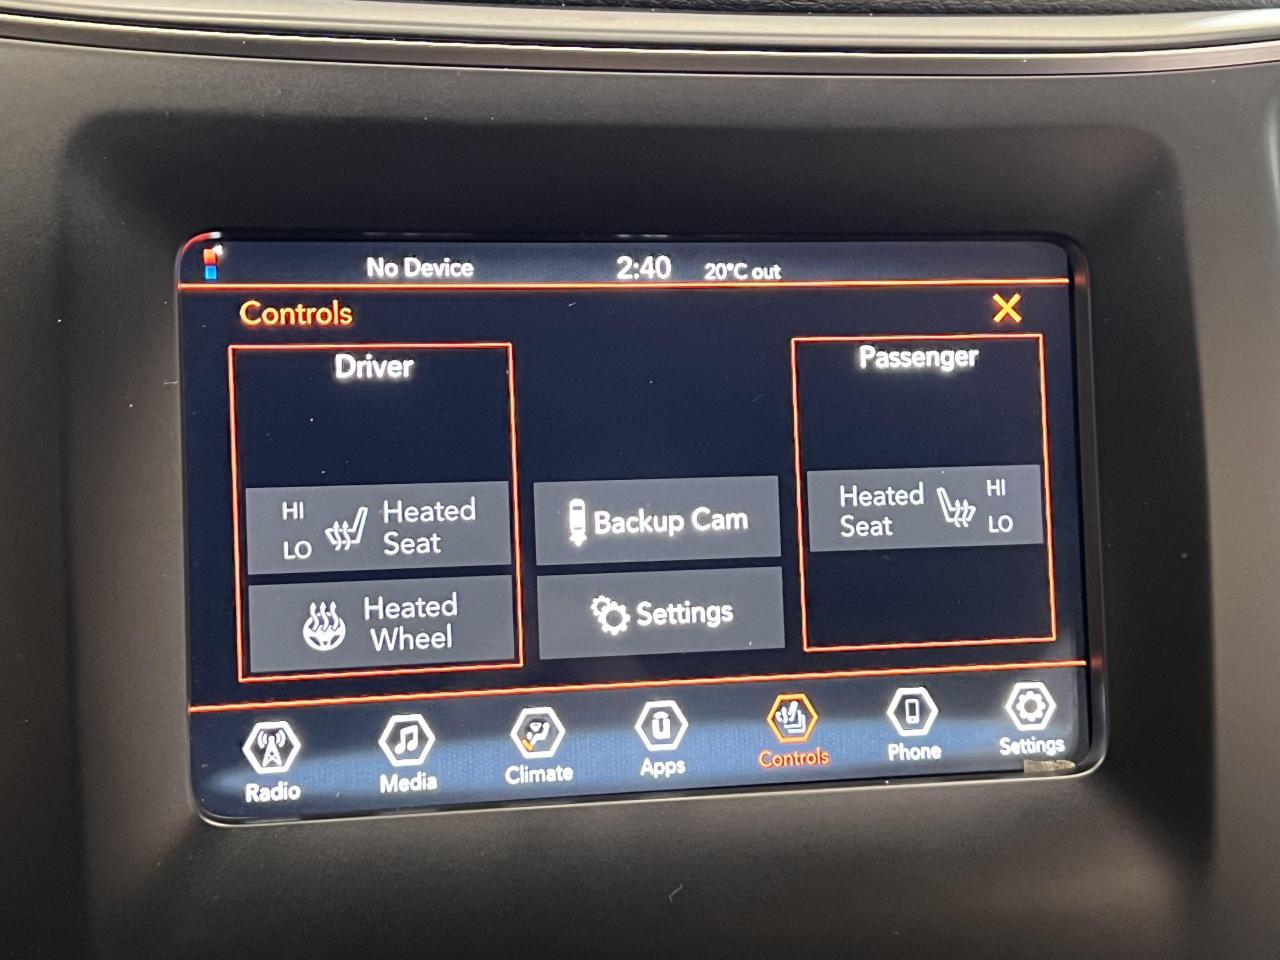 No Device
2:40
20°C out
Controls
Driver
Passenger
HI
LO
Heated
Seat
Backup Cam
Heated
Seat
HI
LO
Heated
Wheel
Settings
Radio
Media
Climate
Apps
Controls
Phone
Settings